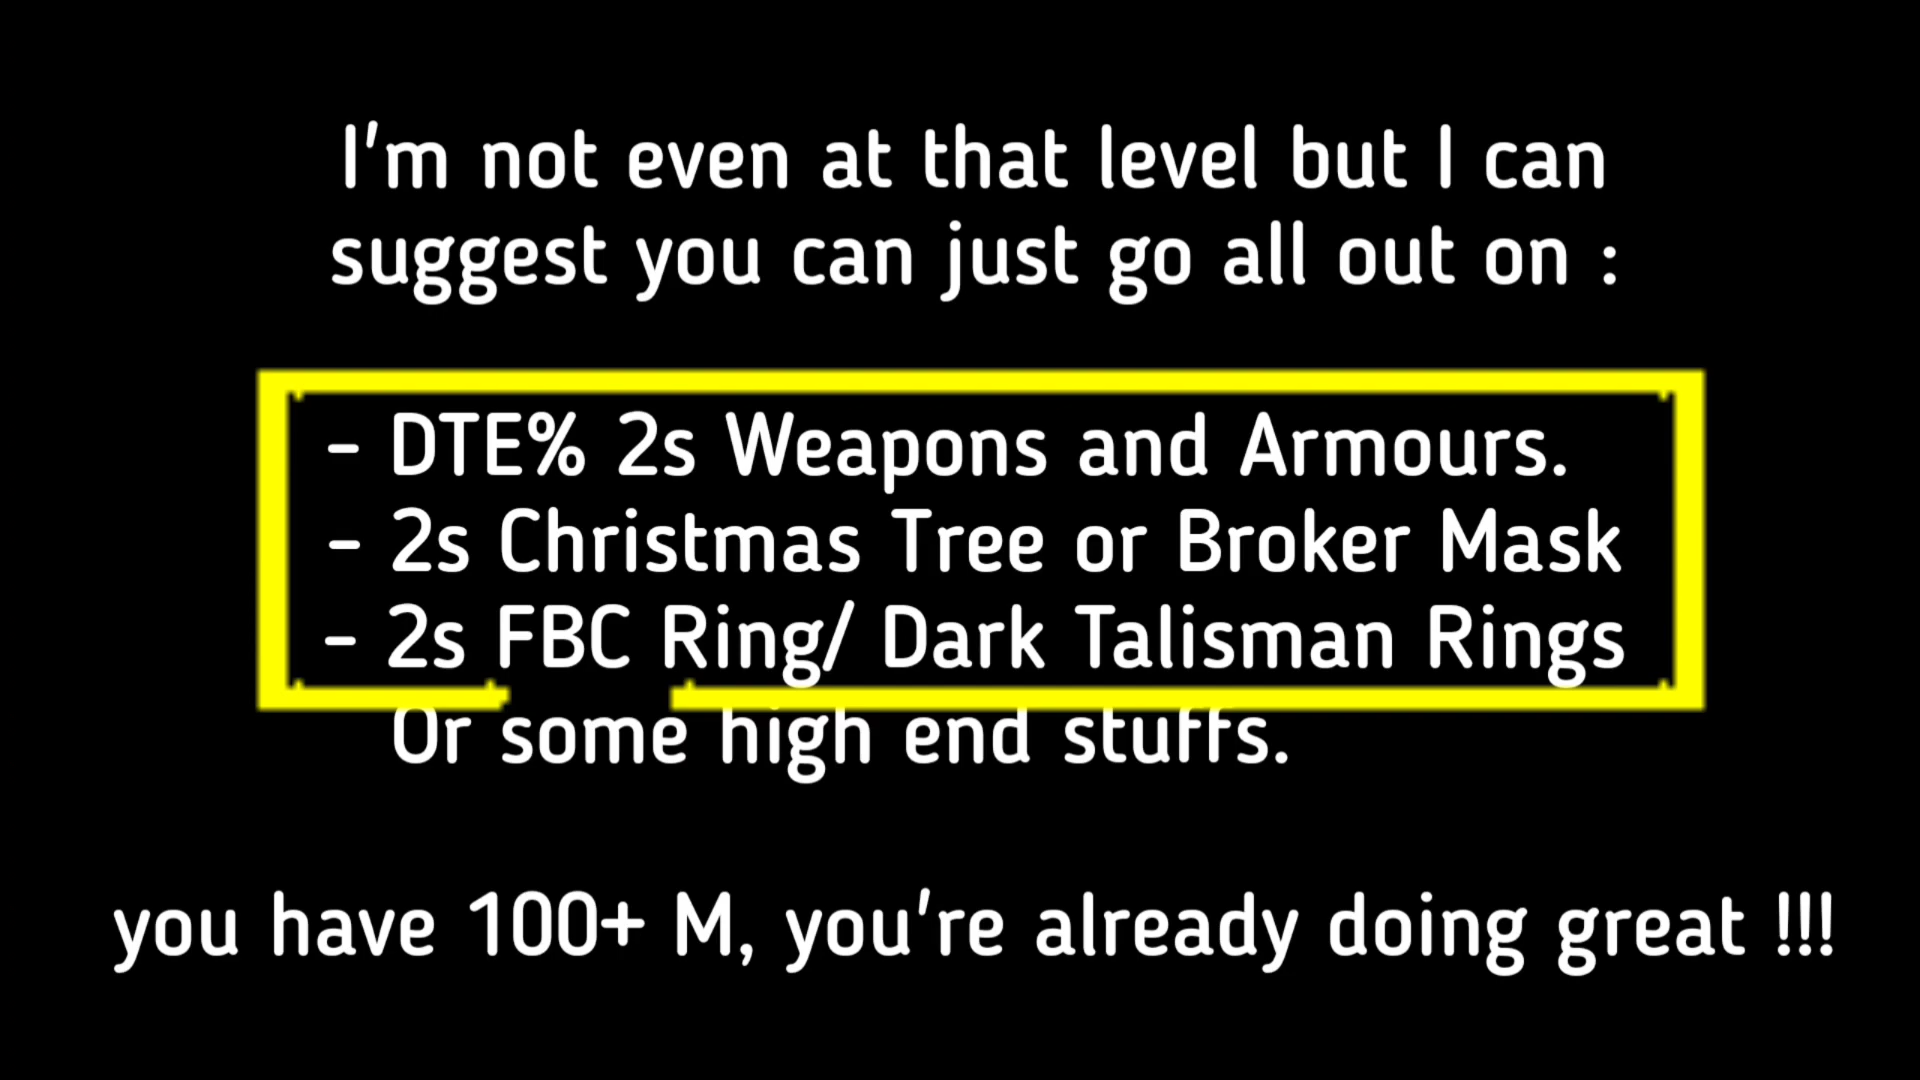 I'm not even at that level but I can
suggest you can just go all out on :
- DTE% 2s Weapons and Armours.
- 2s Christmas Tree or Broker Mask
- 2s FBC Ring/ Dark Talisman Rings
Or some high end stuffs.
you have 100+ M, you're already doing great !!!